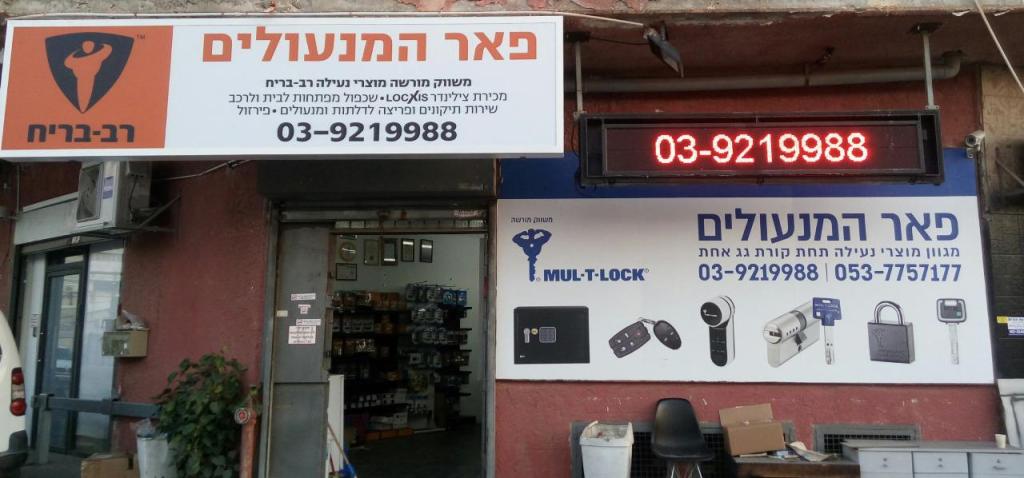 פאר המנעולים
משווק מורשה מוצרי נעילה רב-בריח
מכירת צילינדר LOCXIS • שכפול מפתחות לבית ולרכב
שירות תיקונים ופריצה לדלתות ומנעולים • פירזול
03-9219988
TM
רב-בריח
03-9219988
פאר המנעולים
מגוון מוצרי נעילה תחת קורת גג אחת
03-9219988 | 053-7757177
משווק מורשה
MUL-T-LOCK®